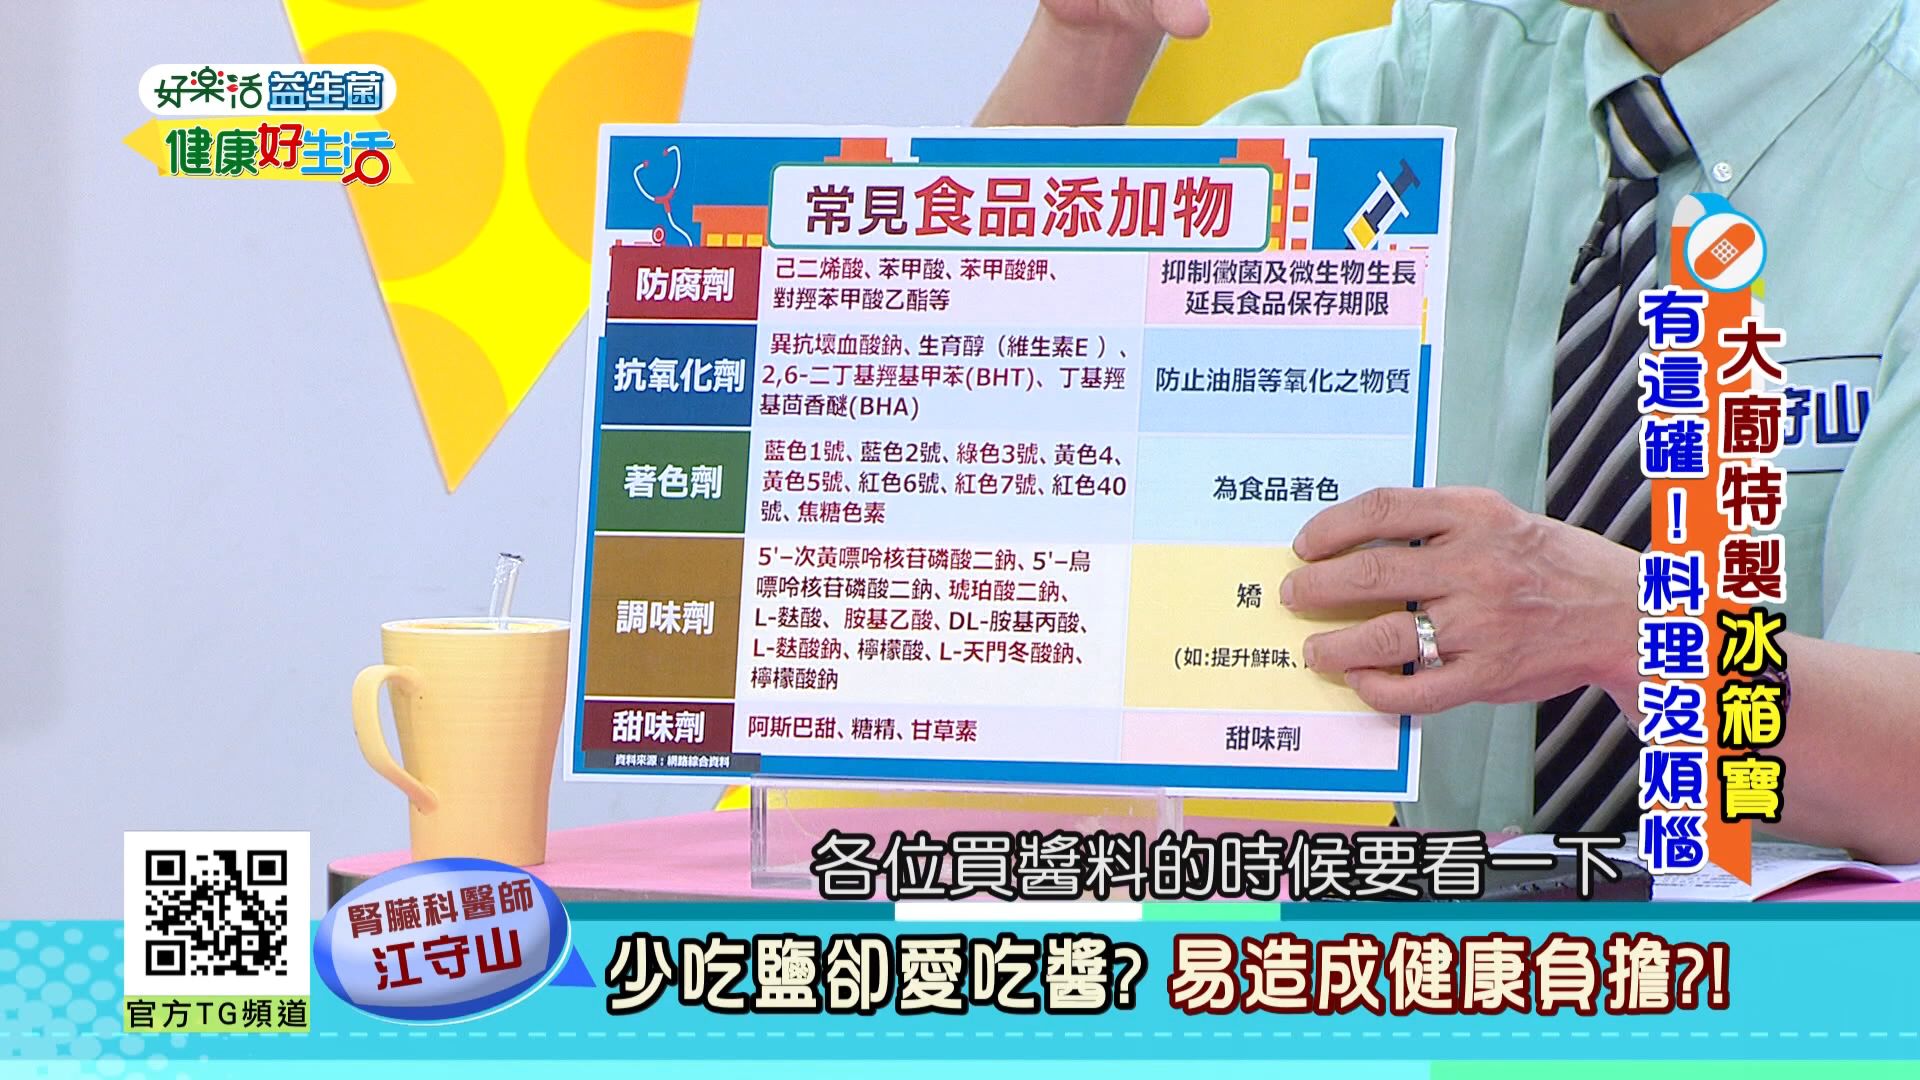 好楽活益生菌
健康好生活
常見食品添加物
防腐劑
己二烯酸、苯甲酸、苯甲酸鉀、
對羥苯甲酸乙酯等
抑制黴菌及微生物生長
延長食品保存期限
抗氧化劑
異抗壞血酸鈉、生育醇（維生素E）、
2,6-二丁基羥基甲苯(BHT)、丁基羥
基茴香醚(BHA)
防止油脂等氧化之物質
著色劑
藍色1號、藍色2號、綠色3號、黃色4、
黃色5號、紅色6號、紅色7號、紅色40
號、焦糖色素
為食品著色
調味劑
5'–次黃嘌呤核苷磷酸二鈉、5'–鳥
嘌呤核苷磷酸二鈉、琥珀酸二鈉、
L-麩酸、胺基乙酸、DL-胺基丙酸、
L-麩酸鈉、檸檬酸、L-天門冬酸鈉、
檸檬酸鈉
矯
(如:提升鮮味、
甜味劑
阿斯巴甜、糖精、甘草素
甜味劑
資料來源：網路綜合資料
守山
大廚特製冰箱寶
有這罐！料理沒煩惱
各位買醬料的時候要看一下
腎臟科醫師
江守山
少吃鹽卻愛吃醬? 易造成健康負擔?!
官方TG頻道